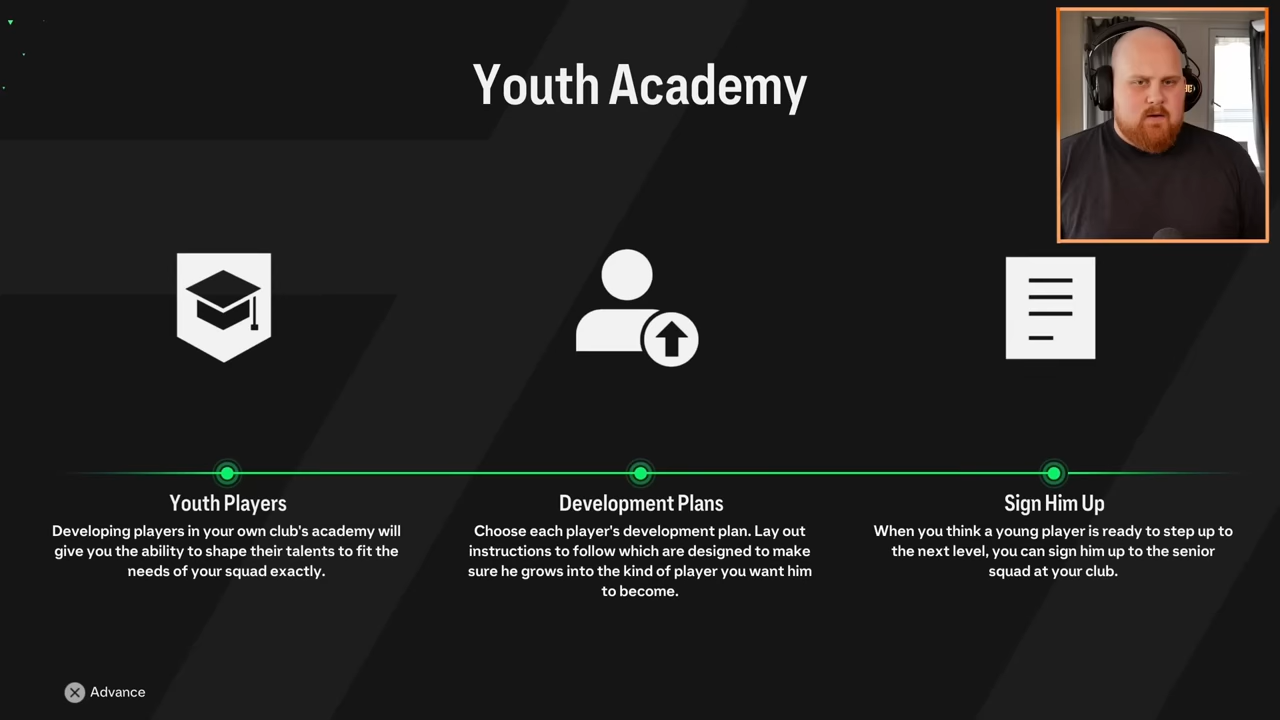 Youth Academy
Youth Players
Developing players in your own club's academy will
give you the ability to shape their talents to fit the
needs of your squad exactly.
Development Plans
Choose each player's development plan. Lay out
instructions to follow which are designed to make
sure he grows into the kind of player you want him
to become.
Sign Him Up
When you think a young player is ready to step up to
the next level, you can sign him up to the senior
squad at your club.
Advance